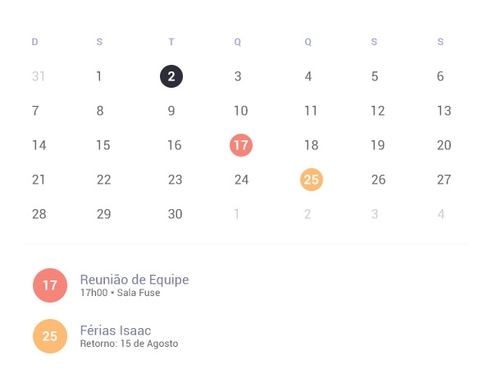 D S T Q Q S S
31 1 2 3 4 5 6
7 8 9 10 11 12 13
14 15 16 17 18 19 20
21 22 23 24 25 26 27
28 29 30 1 2 3 4
17 Reunião de Equipe
17h00 • Sala Fuse
25 Férias Isaac
Retorno: 15 de Agosto